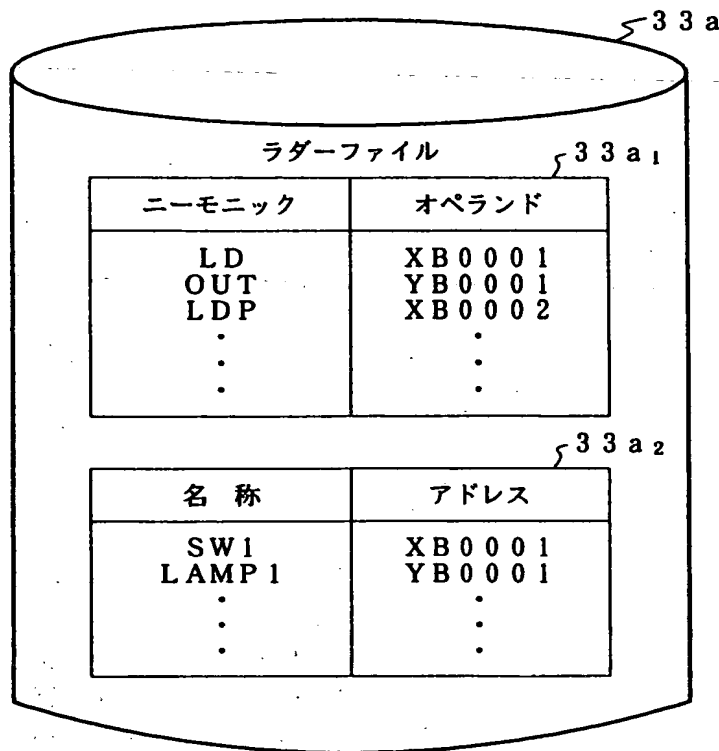 33a
ラダーファイル
33a₁
ニーモニック オペランド
LD XB0001
OUT YB0001
LDP XB0002
33a₂
名 称 アドレス
SW1 XB0001
LAMP1 YB0001